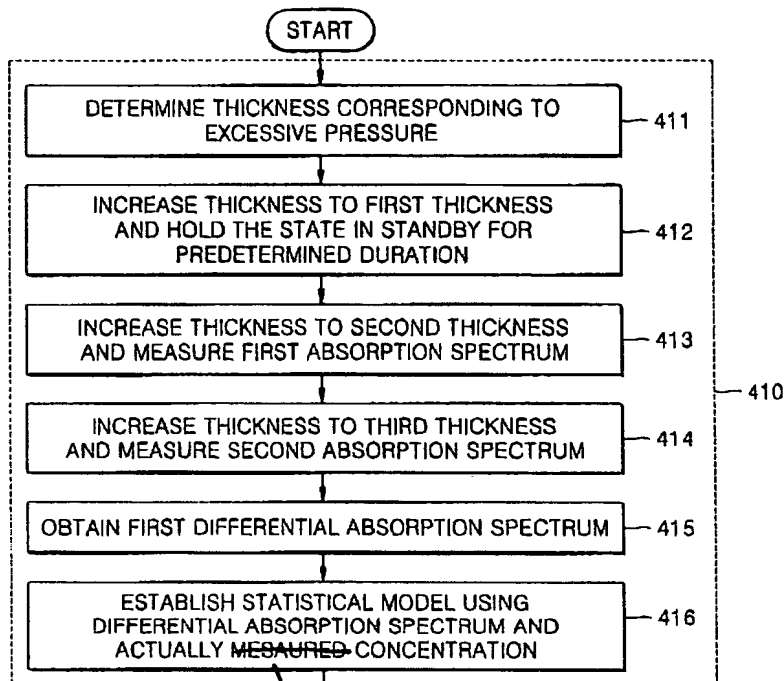 START
DETERMINE THICKNESS CORRESPONDING TO
EXCESSIVE PRESSURE
411
INCREASE THICKNESS TO FIRST THICKNESS
AND HOLD THE STATE IN STANDBY FOR
PREDETERMINED DURATION
412
INCREASE THICKNESS TO SECOND THICKNESS
AND MEASURE FIRST ABSORPTION SPECTRUM
413
410
INCREASE THICKNESS TO THIRD THICKNESS
AND MEASURE SECOND ABSORPTION SPECTRUM
414
OBTAIN FIRST DIFFERENTIAL ABSORPTION SPECTRUM
415
ESTABLISH STATISTICAL MODEL USING
DIFFERENTIAL ABSORPTION SPECTRUM AND
ACTUALLY MESAURED CONCENTRATION
416